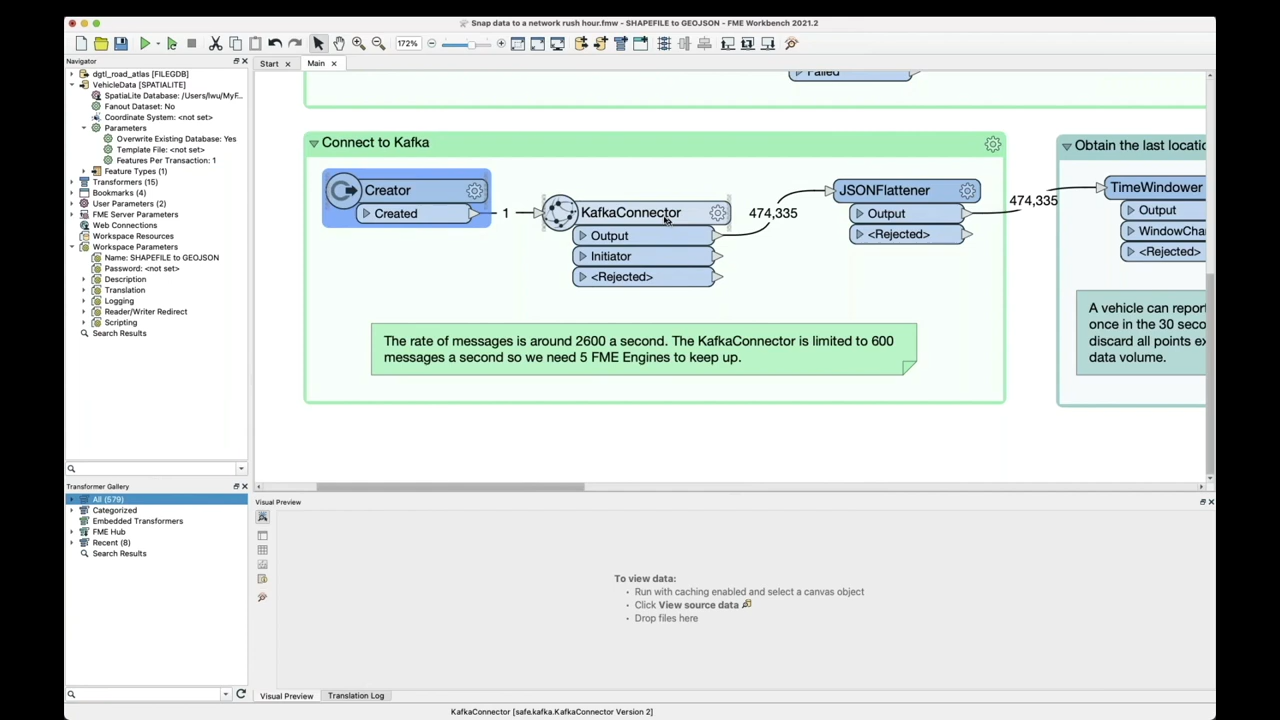 Snap data to a network rush hour.fmw - SHAPEFILE to GEOJSON - FME Workbench 2021.2
172%
Navigator
dgtl_road_atlas [FILEGDB]
VehicleData [SPATIALITE]
SpatiaLite Database: /Users/lwu/MyF...
Fanout Dataset: No
Coordinate System: <not set>
Parameters
Overwrite Existing Database: Yes
Template File: <not set>
Features Per Transaction: 1
Feature Types (1)
Transformers (15)
Bookmarks (4)
User Parameters (2)
FME Server Parameters
Web Connections
Workspace Resources
Workspace Parameters
Name: SHAPEFILE to GEOJSON
Password: <not set>
Description
Translation
Logging
Reader/Writer Redirect
Scripting
Search Results
Transformer Gallery
All (579)
Categorized
Embedded Transformers
FME Hub
Recent (8)
Search Results
Start
Main
Failed
Connect to Kafka
Creator
Created
1
KafkaConnector
Output
Initiator
<Rejected>
474,335
JSONFlattener
Output
<Rejected>
474,335
The rate of messages is around 2600 a second. The KafkaConnector is limited to 600
messages a second so we need 5 FME Engines to keep up.
Obtain the last locatio
TimeWindower
Output
WindowCha
<Rejected>
A vehicle can repor
once in the 30 seco
discard all points ex
data volume.
Visual Preview
To view data:
Run with caching enabled and select a canvas object
Click View source data
Drop files here
Visual Preview
Translation Log
KafkaConnector [safe.kafka.KafkaConnector Version 2]